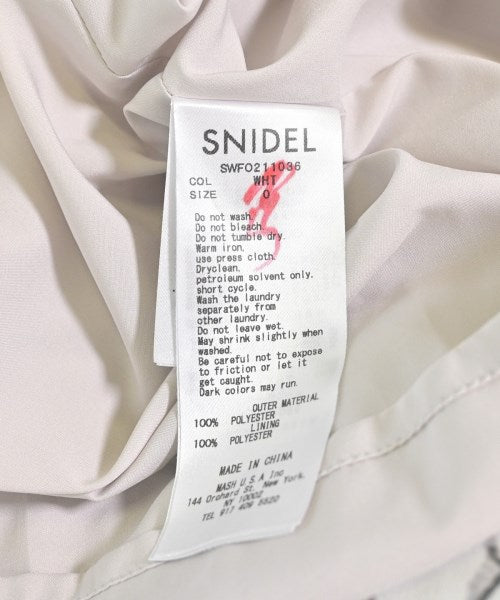 SNIDEL
SWFO211036
COL WHT
SIZE 0
Do not wash.
Do not bleach.
Do not tumble dry.
Warm iron.
use press cloth.
Dryclean,
petroleum solvent only,
short cycle.
Wash the laundry
separately from
other laundry.
Do not leave wet.
May shrink slightly when
washed.
Be careful not to expose
to friction or let it
get caught.
Dark colors may run.
OUTER MATERIAL
100% POLYESTER
LINING
100% POLYESTER
MADE IN CHINA
MASH U.S.A Inc
144 Orchard St. New York.
NY 10002
TEL 917 409 5520